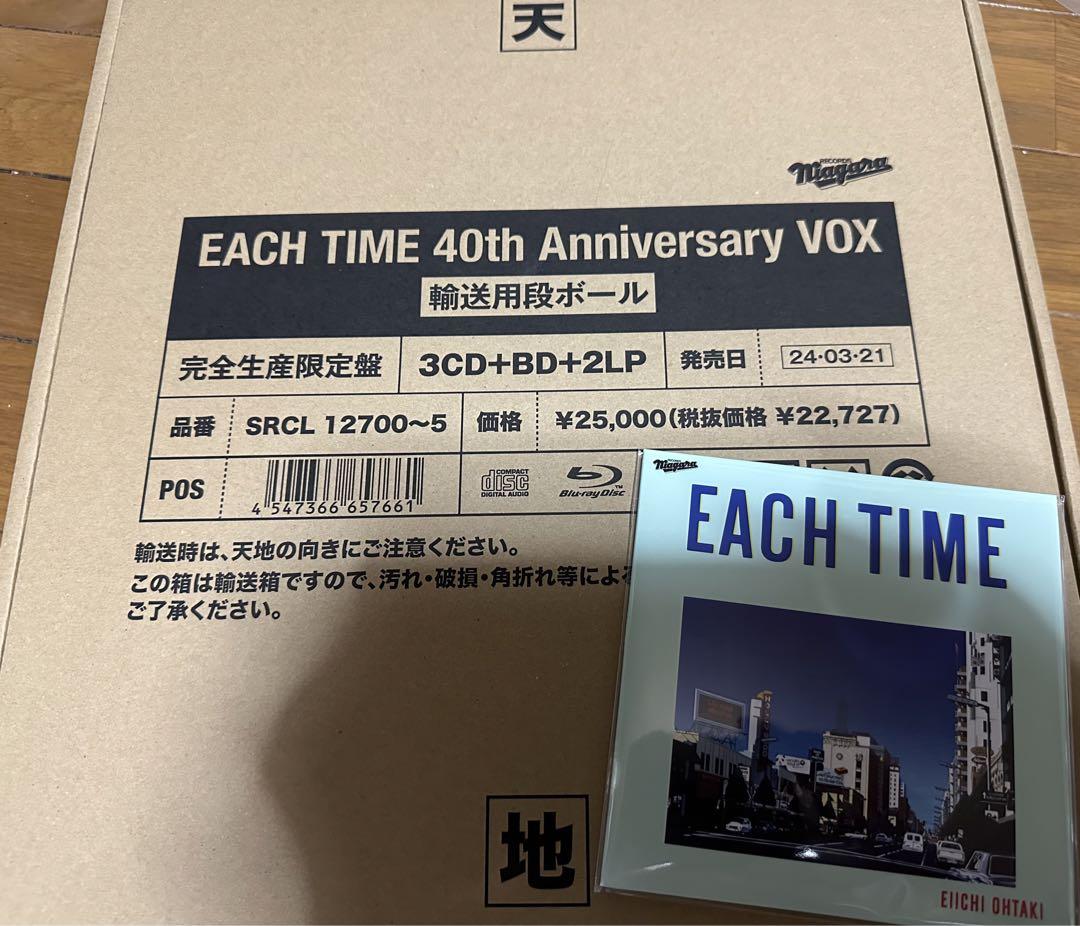 天
RECORDS
Niagara
EACH TIME 40th Anniversary VOX
輸送用段ボール
完全生産限定盤 3CD+BD+2LP 発売日 24・03・21
品番 SRCL 12700〜5 価格 ¥25,000(税抜価格 ¥22,727)
POS
4 547366 657661
COMPACT
disc
DIGITAL AUDIO
Blu-ray Disc
TM
輸送時は、天地の向きにご注意ください。
この箱は輸送箱ですので、汚れ・破損・角折れ等による
ご了承ください。
地
Niagara
EACH TIME
EIICHI OHTAKI